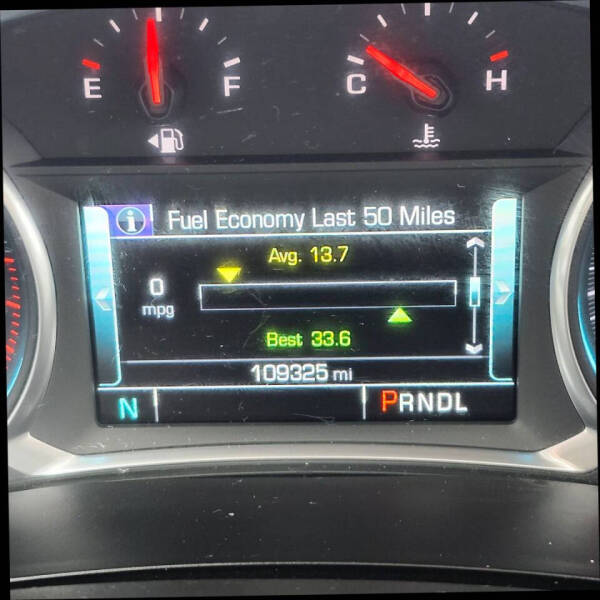 E F C H
i Fuel Economy Last 50 Miles
Avg. 13.7
0
mpg
Best 33.6
109325 mi
N PRNDL